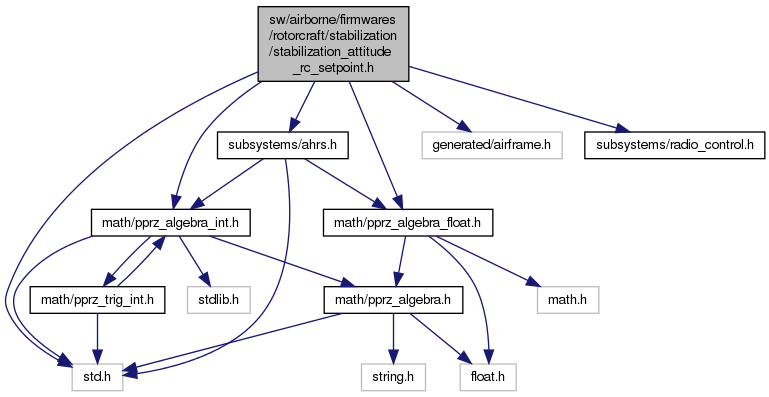 sw/airborne/firmwares
/rotorcraft/stabilization
/stabilization_attitude
_rc_setpoint.h
subsystems/ahrs.h
generated/airframe.h
subsystems/radio_control.h
math/pprz_algebra_int.h
math/pprz_algebra_float.h
math/pprz_trig_int.h
stdlib.h
math/pprz_algebra.h
math.h
std.h
string.h
float.h